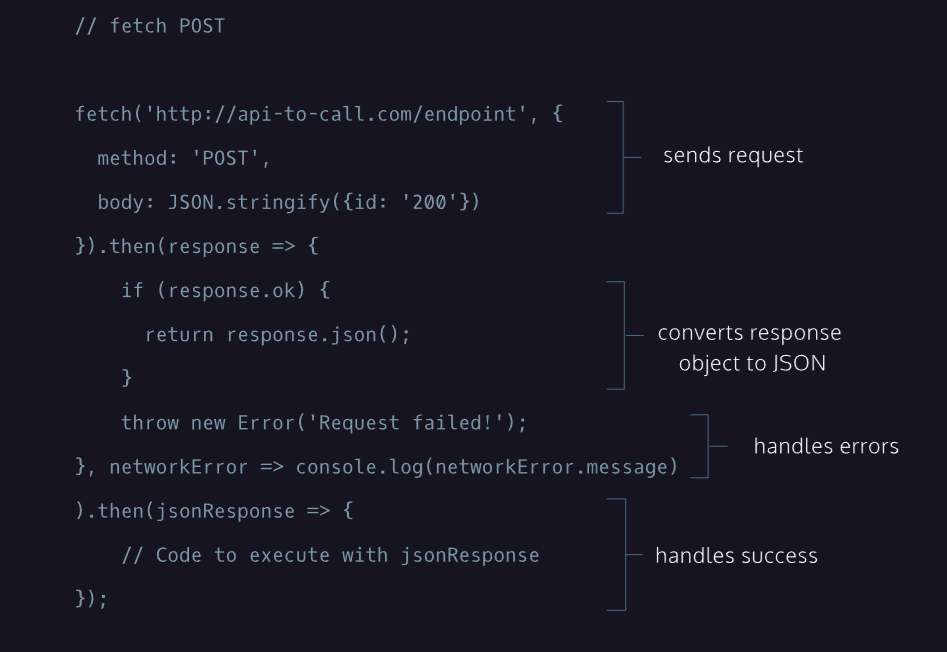 // fetch POST
fetch('http://api-to-call.com/endpoint', {
method: 'POST',
body: JSON.stringify({id: '200'})
sends request
}).then(response => {
if (response.ok) {
return response.json();
}
converts response
object to JSON
throw new Error('Request failed!');
}, networkError => console.log(networkError.message)
handles errors
).then(jsonResponse => {
// Code to execute with jsonResponse
});
handles success